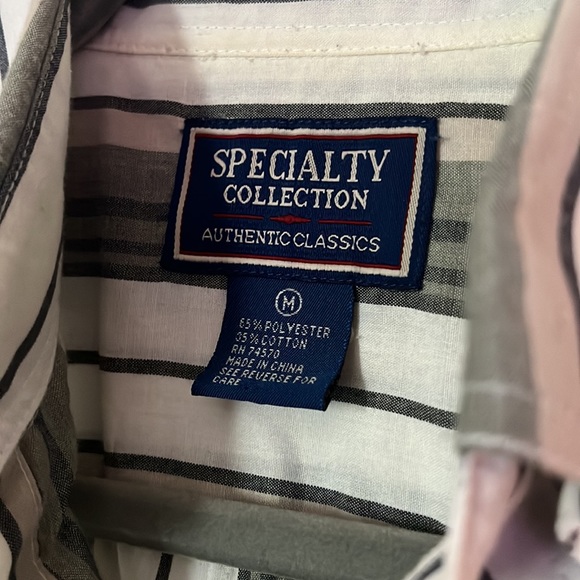 SPECIALTY
COLLECTION
AUTHENTIC CLASSICS
M
65% POLYESTER
35% COTTON
RN 74570
MADE IN CHINA
SEE REVERSE FOR
CARE